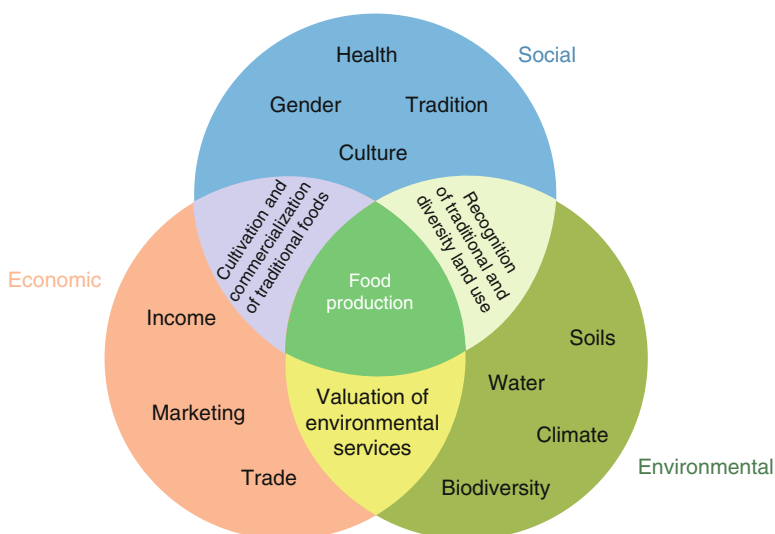 Health
Social
Gender
Tradition
Culture
Cultivation and
commercialization
of traditional foods
Recognition
of traditional and
diversity land use
Economic
Food
production
Income
Soils
Water
Valuation of
environmental
services
Marketing
Climate
Trade
Biodiversity
Environmental